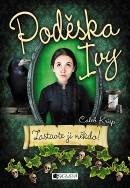 Poděska
Ivy
Caleb Krisp
Zastavte ji někdo!
FRAGMENT